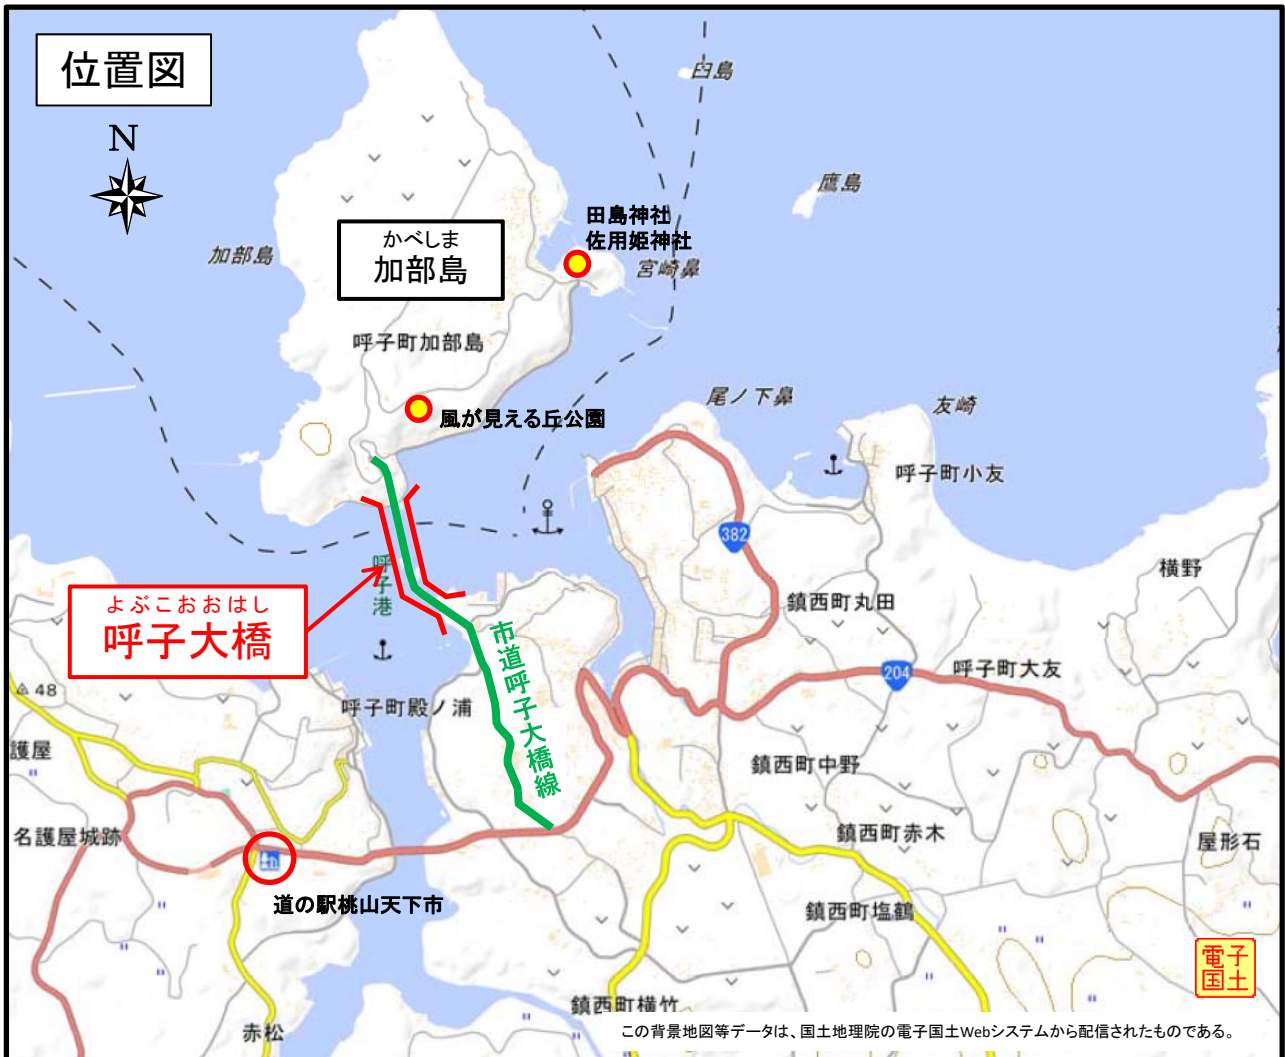 位置図
N
臼島
鷹島
田島神社
佐用姫神社
宮崎鼻
加部島
かべしま
加部島
呼子町加部島
風が見える丘公園
尾ノ下鼻
友崎
呼子町小友
382
横野
呼子港
よぶこおおはし
呼子大橋
鎮西町丸田
市道呼子大橋線
204
呼子町大友
48
呼子町殿ノ浦
護屋
鎮西町中野
名護屋城跡
鎮西町赤木
屋形石
道の駅桃山天下市
鎮西町塩鶴
電子
国土
鎮西町横竹
赤松
この背景地図等データは、国土地理院の電子国土Webシステムから配信されたものである。